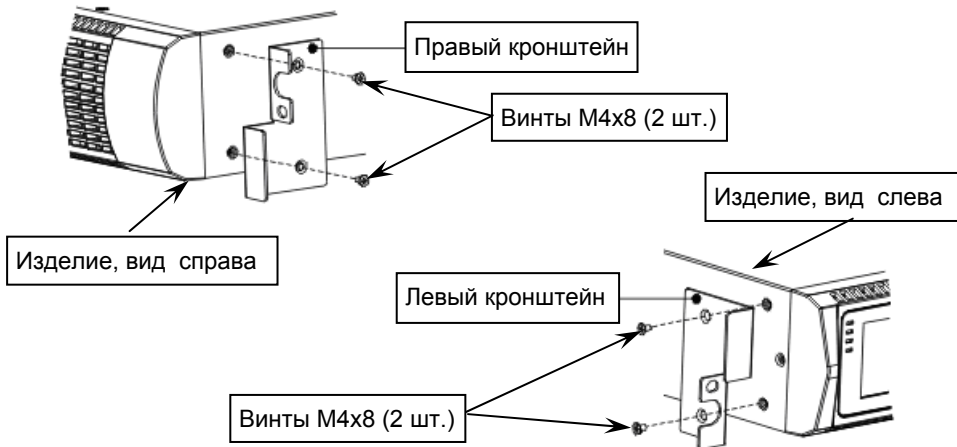 Правый кронштейн
Винты М4х8 (2 шт.)
Изделие, вид слева
Изделие, вид справа
Левый кронштейн
Винты М4х8 (2 шт.)